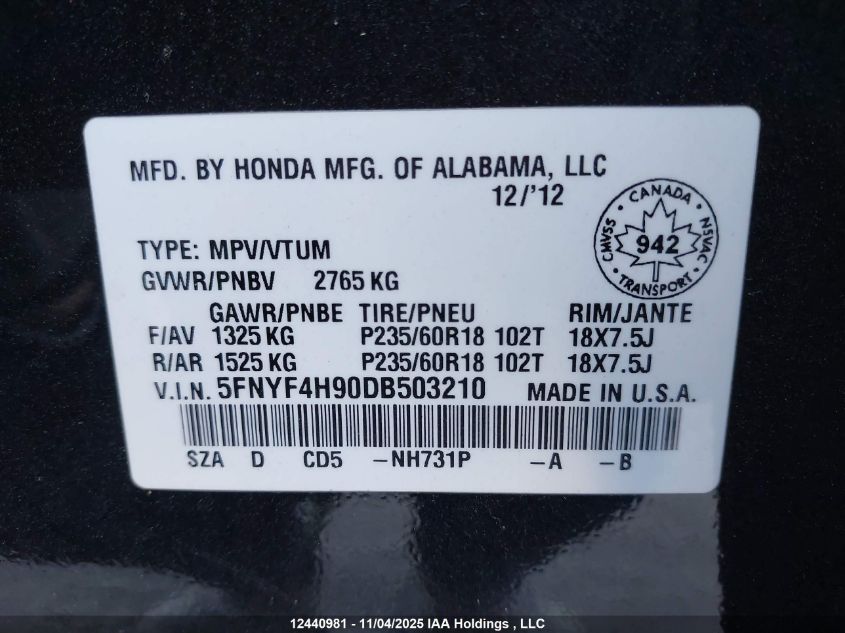 MFD. BY HONDA MFG. OF ALABAMA, LLC
12/'12
CANADA
CMVSS 942 NSVAC
TRANSPORT
TYPE: MPV/VTUM
GVWR/PNBV 2765 KG
GAWR/PNBE TIRE/PNEU RIM/JANTE
F/AV 1325 KG P235/60R18 102T 18X7.5J
R/AR 1525 KG P235/60R18 102T 18X7.5J
V.I.N. 5FNYF4H90DB503210 MADE IN U.S.A.
SZA D CD5 -NH731P -A -B
12440981 - 11/04/2025 IAA Holdings , LLC